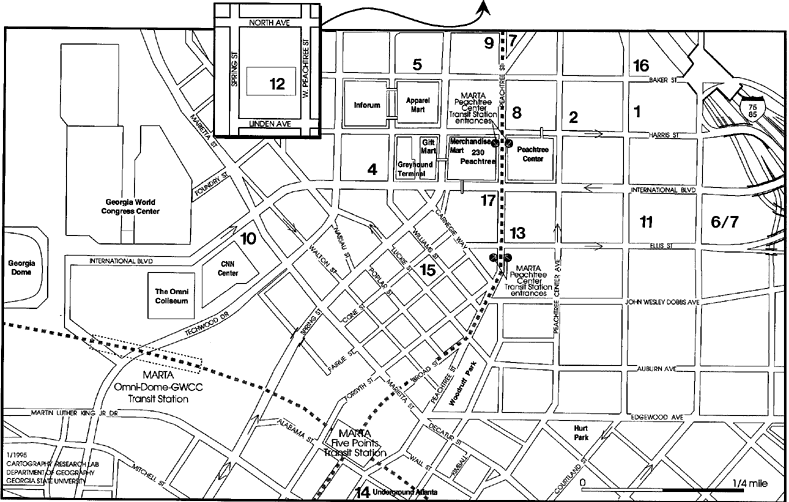 NORTH AVE
SPRING ST
W. PEACHTREE ST
12
LINDEN AVE
9
7
5
16
BAKER ST
75
85
Inforum
Apparel
Mart
MARTA
Peachtree
Center
Transit Station
entrances
PEACHTREE ST
8
2
1
HARRIS ST
MARIETTA ST
Gift
Mart
Merchandise
Mart
230
Peachtree
Peachtree
Center
4
Greyhound
Terminal
FOUNDRY ST
INTERNATIONAL BLVD
Georgia World
Congress Center
17
CARNEGIE WAY
13
11
6/7
10
NASSAU ST
WILLIAMS ST
LUCKIE ST
WALTON ST
ELLIS ST
Georgia
Dome
INTERNATIONAL BLVD
CNN
Center
15
POPLAR ST
MARTA
Peachtree
Center
Transit Station
entrances
PEACHTREE CENTER AVE
The Omni
Coliseum
CONE ST
JOHN WESLEY DOBBS AVE
TECHWOOD DR
SPRING ST
FAIRLIE ST
BROAD ST
PEACHTREE ST
Woodruff Park
AUBURN AVE
MARTA
Omni-Dome-GWCC
Transit Station
FORSYTH ST
MARIETTA ST
MARTIN LUTHER KING JR. DR
EDGEWOOD AVE
ALABAMA ST
MARTA
Five Points
Transit Station
DECATUR ST
Hurt
Park
WALL ST
KIMBALL
COURTLAND ST
1/1995
CARTOGRAPHY RESEARCH LAB
DEPARTMENT OF GEOGRAPHY
GEORGIA STATE UNIVERSITY
MITCHELL ST
14 Underground Atlanta
0
1/4 mile